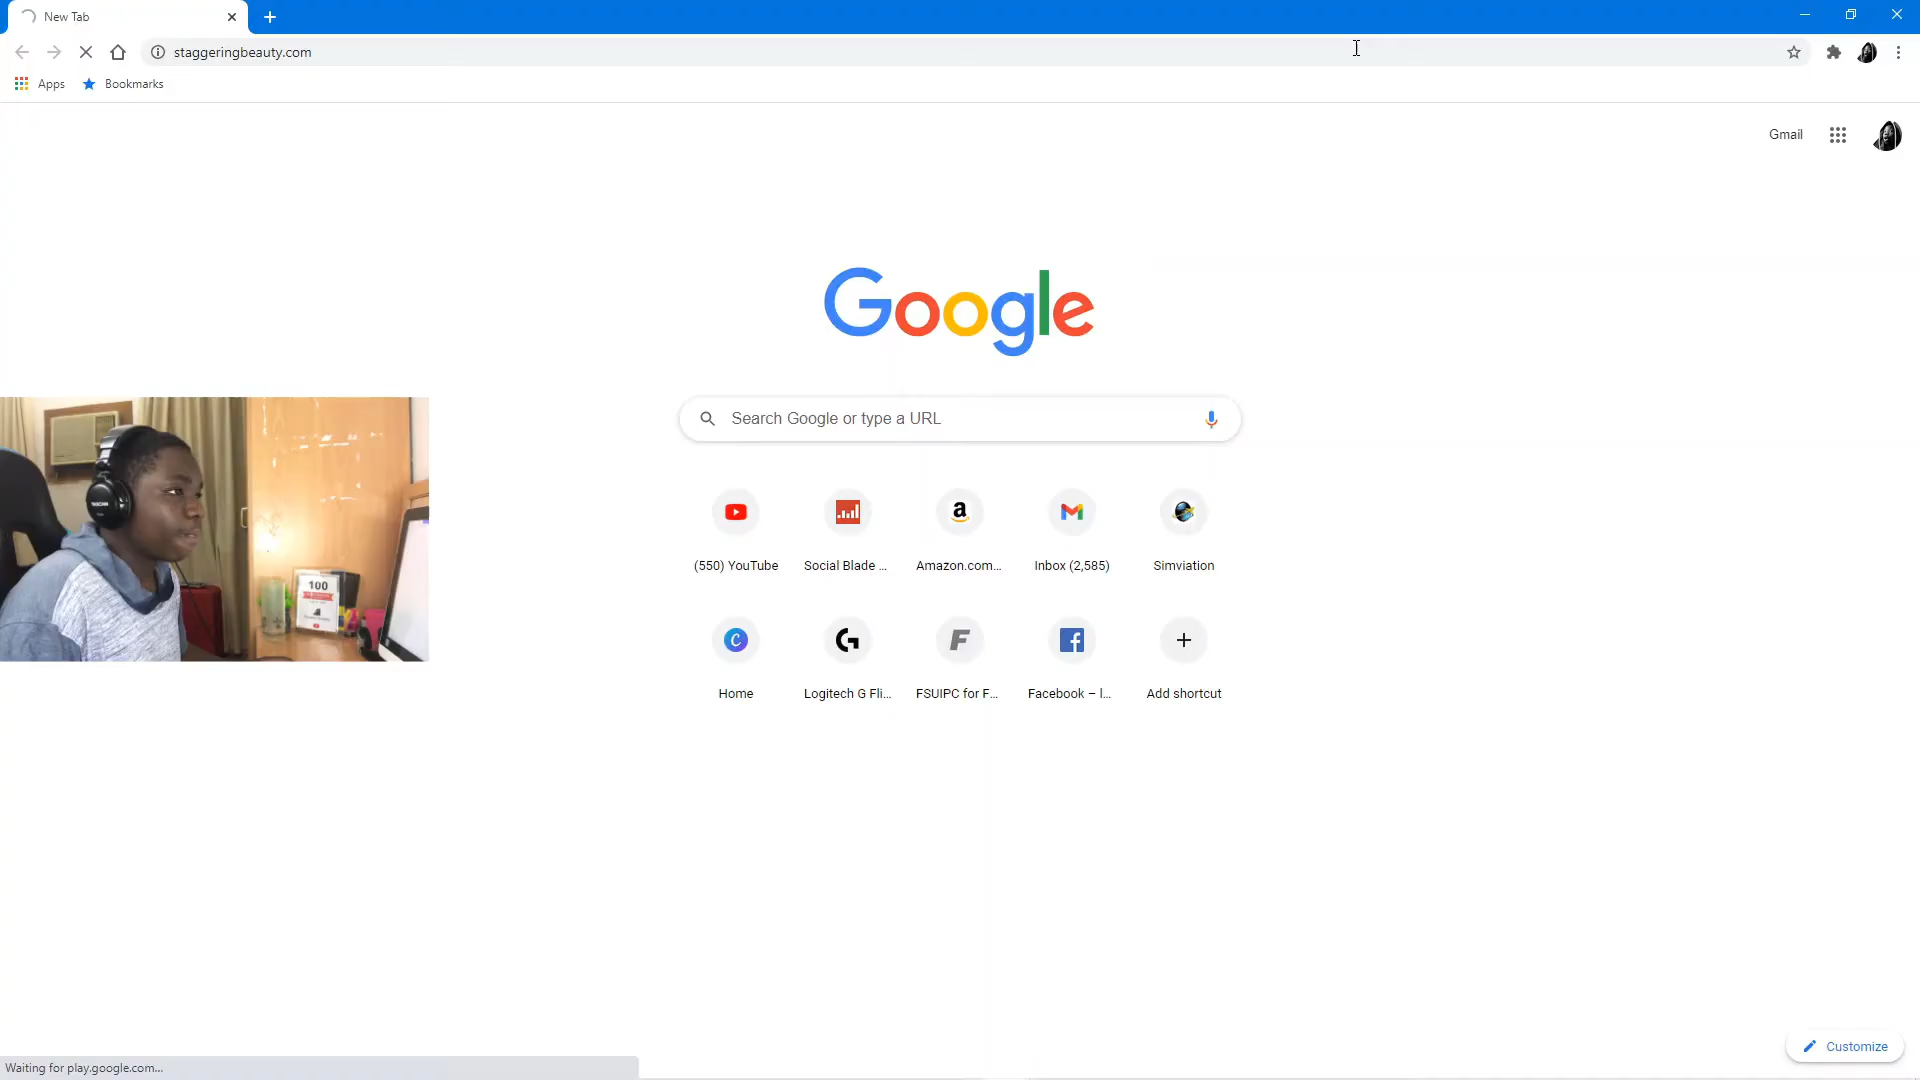 New Tab
staggeringbeauty.com
Apps
Bookmarks
Gmail
Google
Search Google or type a URL
(550) YouTube
Social Blade ...
Amazon.com...
Inbox (2,585)
Simviation
Home
Logitech G Fli...
FSUIPC for F...
Facebook – l...
Add shortcut
100
Customize
Waiting for play.google.com...